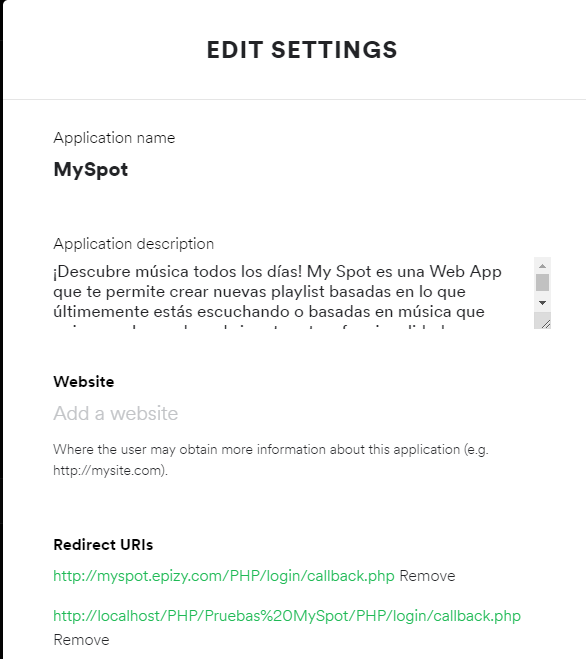 EDIT SETTINGS
Application name
MySpot
Application description
¡Descubre música todos los días! My Spot es una Web App
que te permite crear nuevas playlist basadas en lo que
últimemente estás escuchando o basadas en música que
Website
Add a website
Where the user may obtain more information about this application (e.g.
http://mysite.com).
Redirect URIs
http://myspot.epizy.com/PHP/login/callback.php Remove
http://localhost/PHP/Pruebas%20MySpot/PHP/login/callback.php
Remove